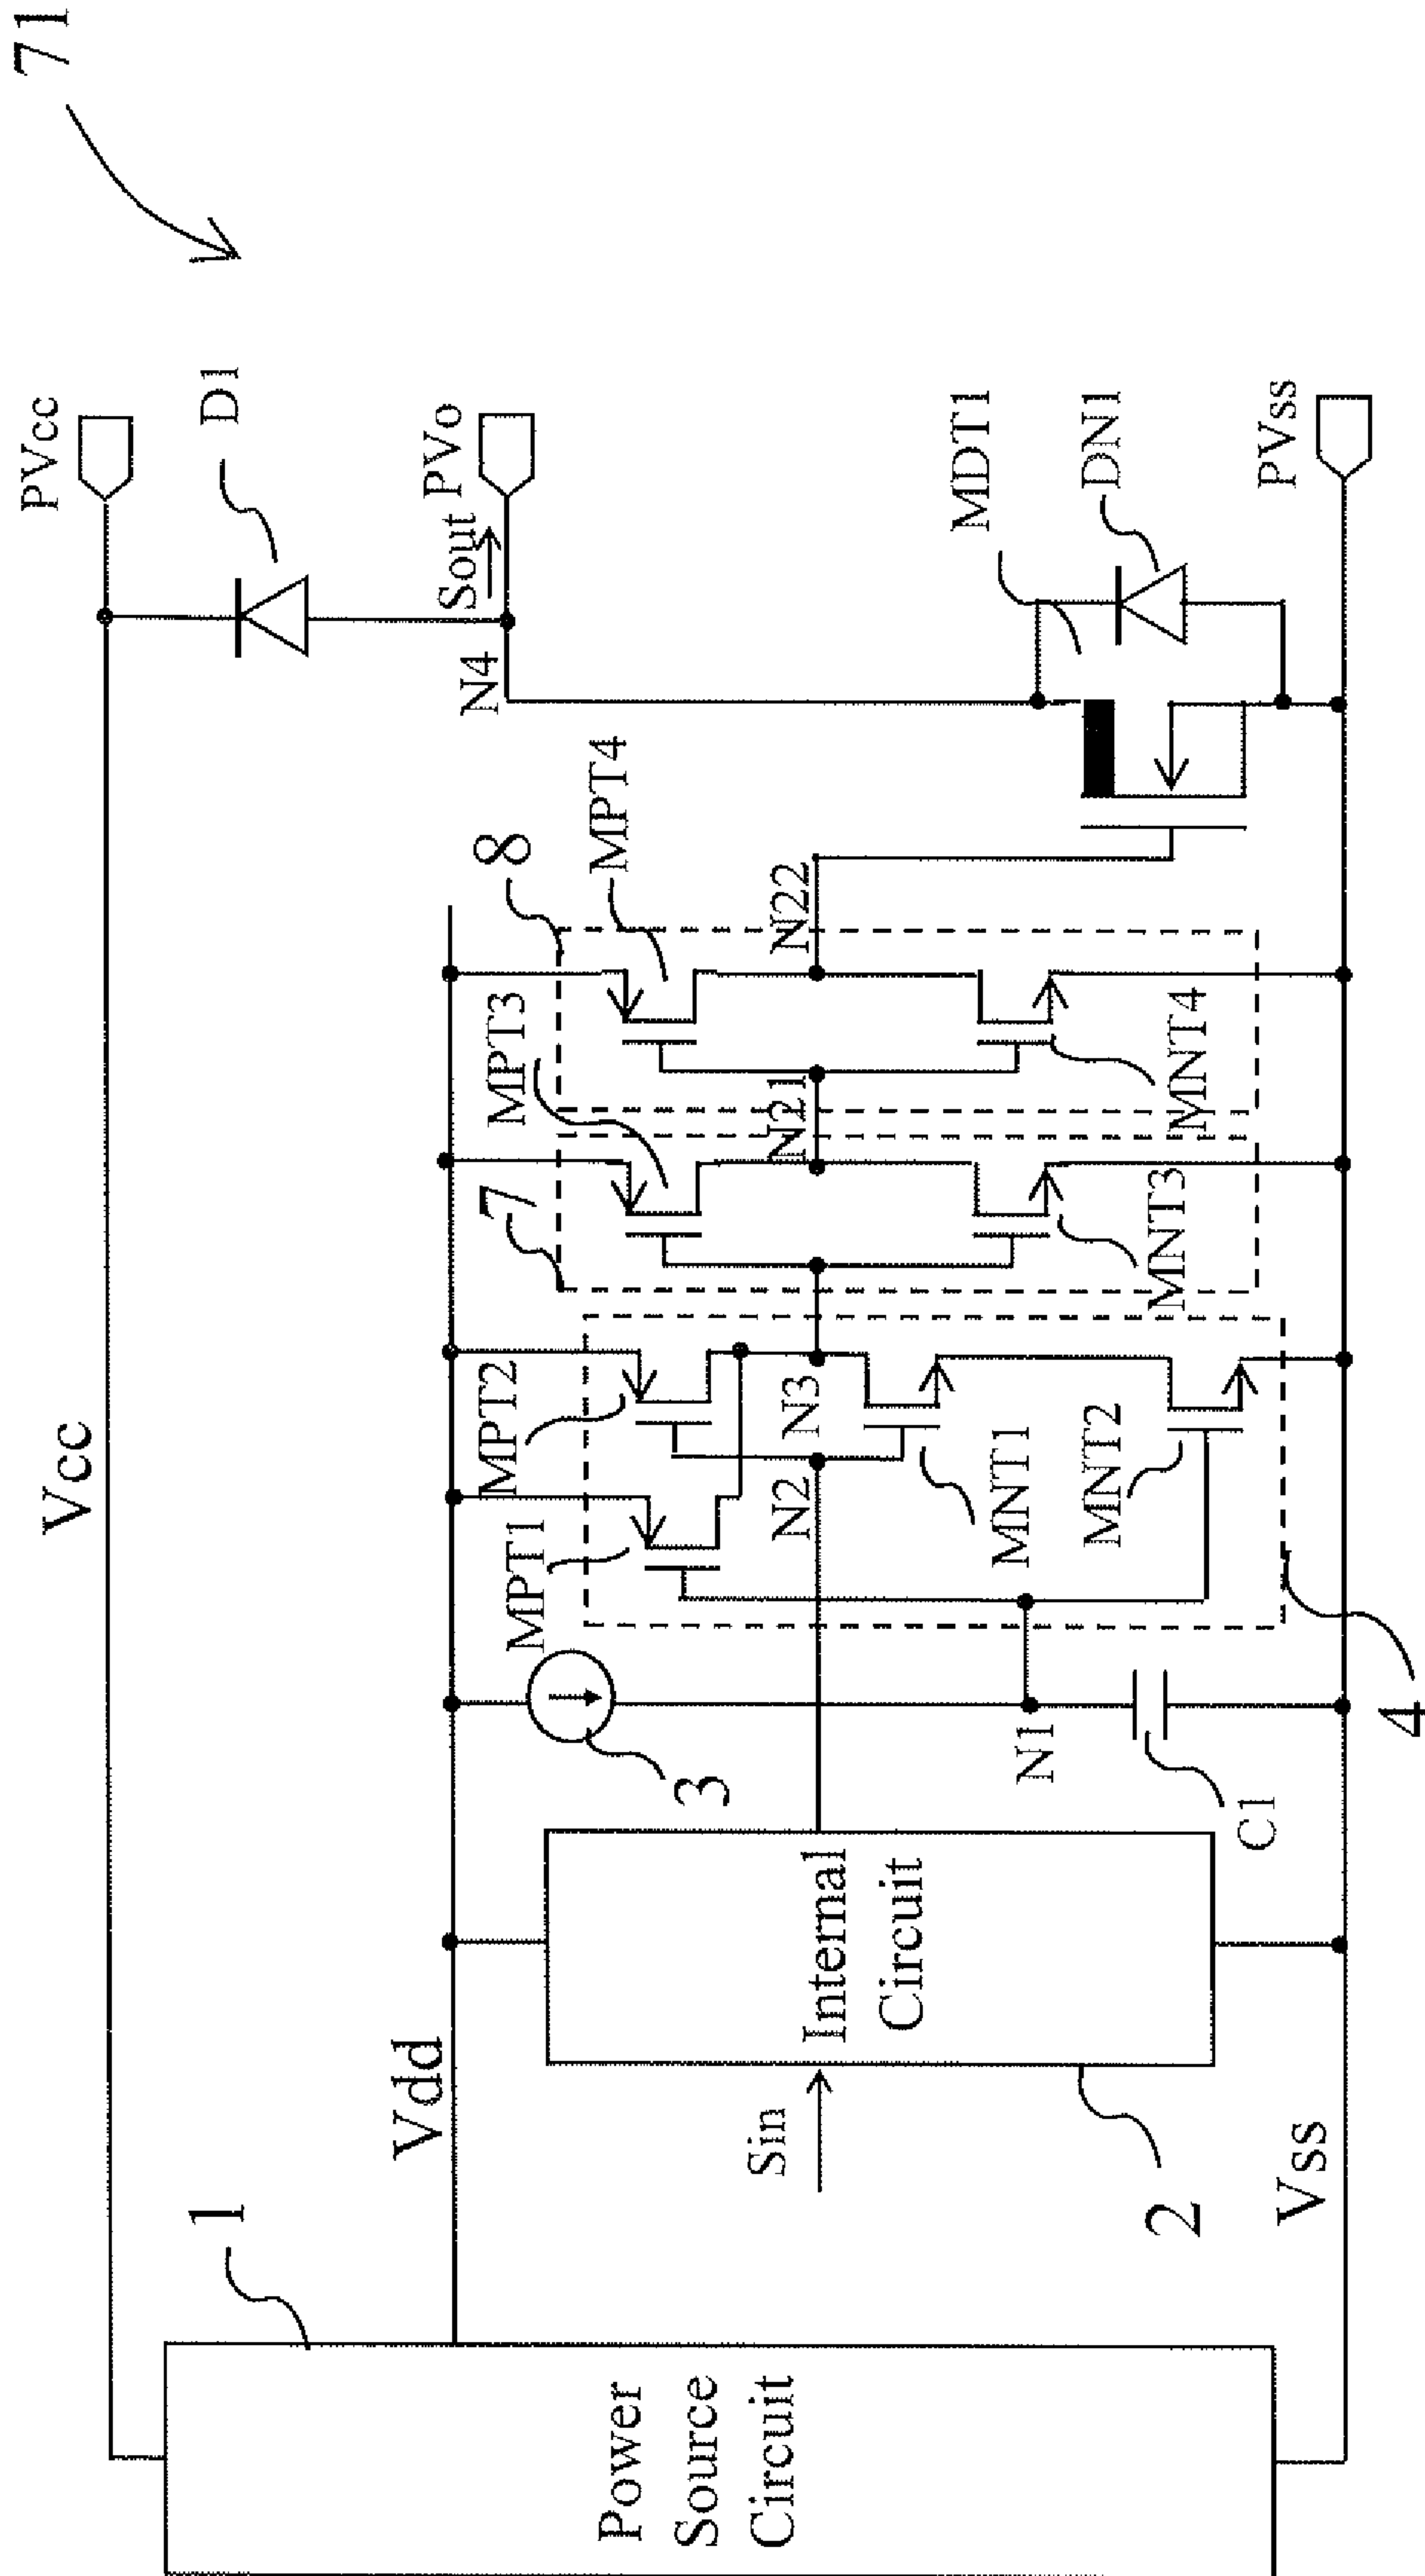 71
Vcc
PVcc
D1
1
Power
Source
Circuit
Vdd
Sin
Internal
Circuit
2
Vss
3
N1
C1
4
MPT1
MPT2
N2
N3
MNT1
MNT2
7
MPT3
N21
MNT3
8
MPT4
N22
MNT4
N4
Sout
PVo
MDT1
DN1
PVss